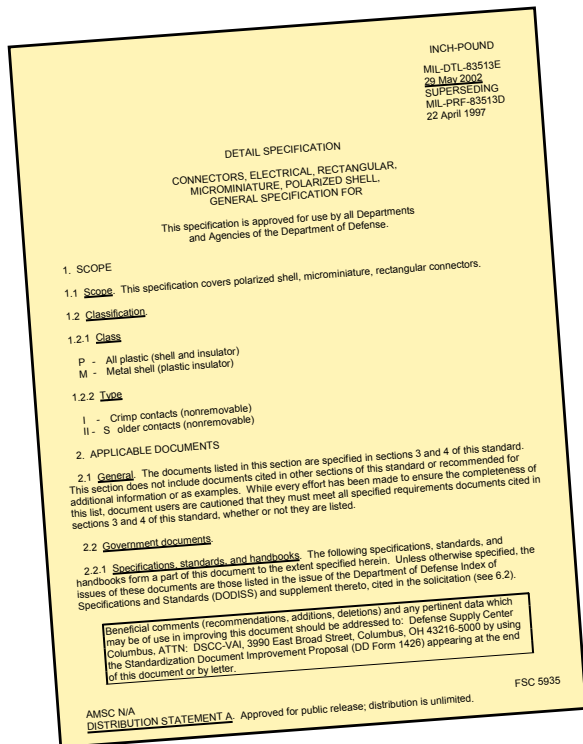 INCH-POUND
MIL-DTL-83513E
29 May 2002
SUPERSEDING
MIL-PRF-83513D
22 April 1997
DETAIL SPECIFICATION
CONNECTORS, ELECTRICAL, RECTANGULAR,
MICROMINIATURE, POLARIZED SHELL,
GENERAL SPECIFICATION FOR
This specification is approved for use by all Departments
and Agencies of the Department of Defense.
1. SCOPE
1.1 Scope. This specification covers polarized shell, microminiature, rectangular connectors.
1.2 Classification.
1.2.1 Class
P - All plastic (shell and insulator)
M - Metal shell (plastic insulator)
1.2.2 Type
I - Crimp contacts (nonremovable)
II - S older contacts (nonremovable)
2. APPLICABLE DOCUMENTS
2.1 General. The documents listed in this section are specified in sections 3 and 4 of this standard.
This section does not include documents cited in other sections of this standard or recommended for
additional information or as examples. While every effort has been made to ensure the completeness of
this list, document users are cautioned that they must meet all specified requirements documents cited in
sections 3 and 4 of this standard, whether or not they are listed.
2.2 Government documents.
2.2.1 Specifications, standards, and handbooks. The following specifications, standards, and
handbooks form a part of this document to the extent specified herein. Unless otherwise specified, the
issues of these documents are those listed in the issue of the Department of Defense Index of
Specifications and Standards (DODISS) and supplement thereto, cited in the solicitation (see 6.2).
Beneficial comments (recommendations, additions, deletions) and any pertinent data which
may be of use in improving this document should be addressed to: Defense Supply Center
Columbus, ATTN: DSCC-VAI, 3990 East Broad Street, Columbus, OH 43216-5000 by using
the Standardization Document Improvement Proposal (DD Form 1426) appearing at the end
of this document or by letter.
AMSC N/A
FSC 5935
DISTRIBUTION STATEMENT A. Approved for public release; distribution is unlimited.